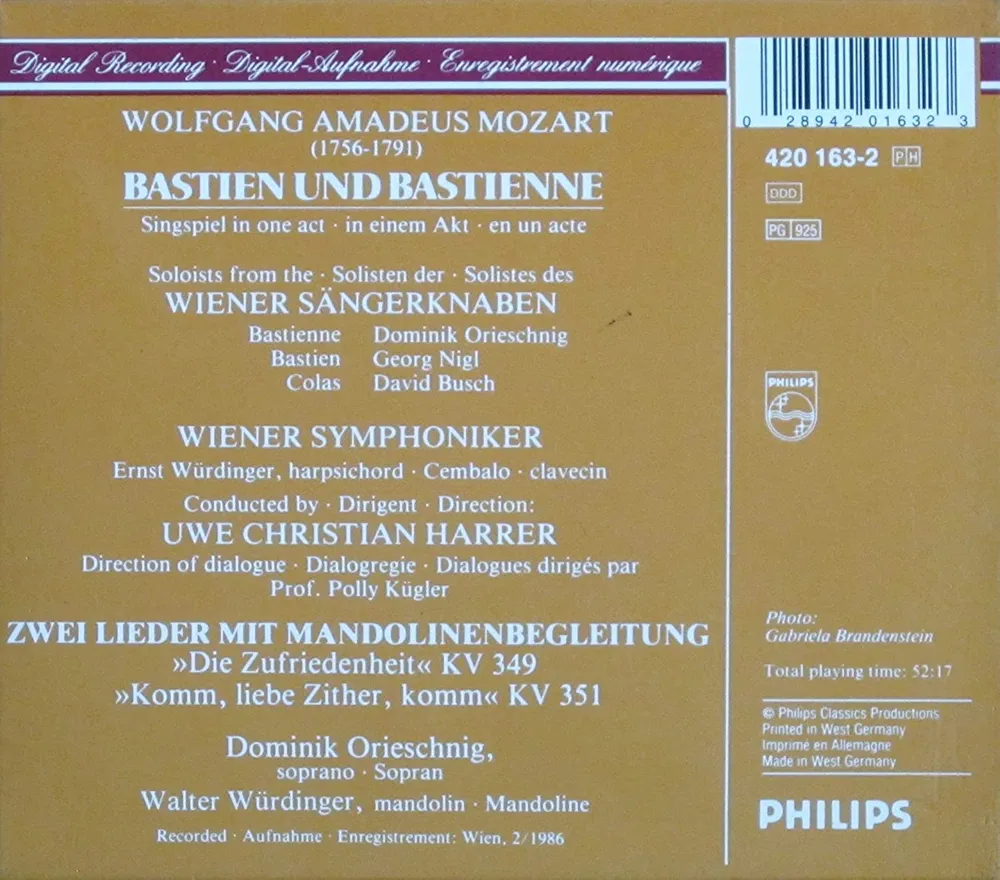 Digital Recording · Digital-Aufnahme · Enregistrement numérique
WOLFGANG AMADEUS MOZART
(1756-1791)
BASTIEN UND BASTIENNE
Singspiel in one act · in einem Akt · en un acte
Soloists from the · Solisten der · Solistes des
WIENER SÄNGERKNABEN
Bastienne Dominik Orieschnig
Bastien Georg Nigl
Colas David Busch
WIENER SYMPHONIKER
Ernst Würdinger, harpsichord · Cembalo · clavecin
Conducted by · Dirigent · Direction:
UWE CHRISTIAN HARRER
Direction of dialogue · Dialogregie · Dialogues dirigés par
Prof. Polly Kügler
ZWEI LIEDER MIT MANDOLINENBEGLEITUNG
»Die Zufriedenheit« KV 349
»Komm, liebe Zither, komm« KV 351
Dominik Orieschnig,
soprano · Sopran
Walter Würdinger, mandolin · Mandoline
Recorded · Aufnahme · Enregistrement: Wien, 2/1986
0 28942 01632 3
420 163-2 PH
DDD
PG 925
PHILIPS
Photo:
Gabriela Brandenstein
Total playing time: 52:17
© Philips Classics Productions
Printed in West Germany
Imprimé en Allemagne
Made in West Germany
PHILIPS